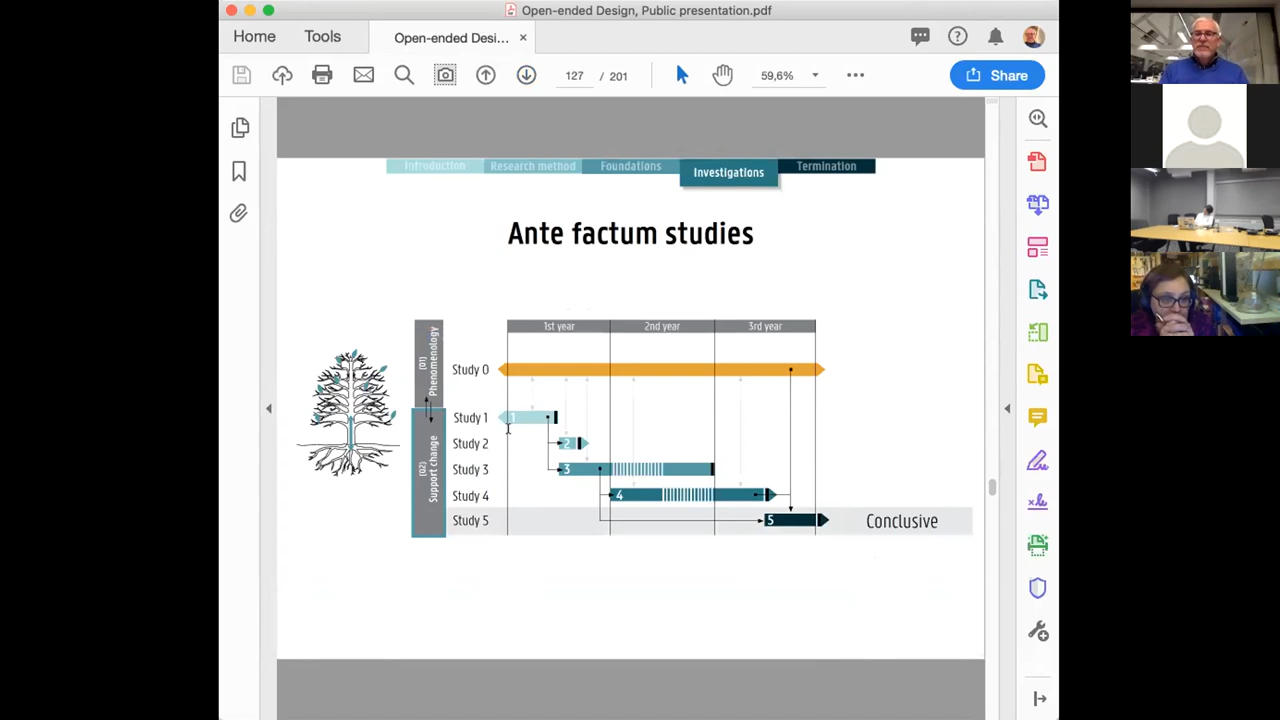 Open-ended Design, Public presentation.pdf
Home Tools Open-ended Desi... ×
127 / 201 59,6% Share
Introduction Research method Foundations Investigations Termination
Ante factum studies
1st year 2nd year 3rd year
(Q1) Phenomenology
(Q2) Support change
Study 0
Study 1 1
Study 2 2
Study 3 3
Study 4 4
Study 5 5 Conclusive